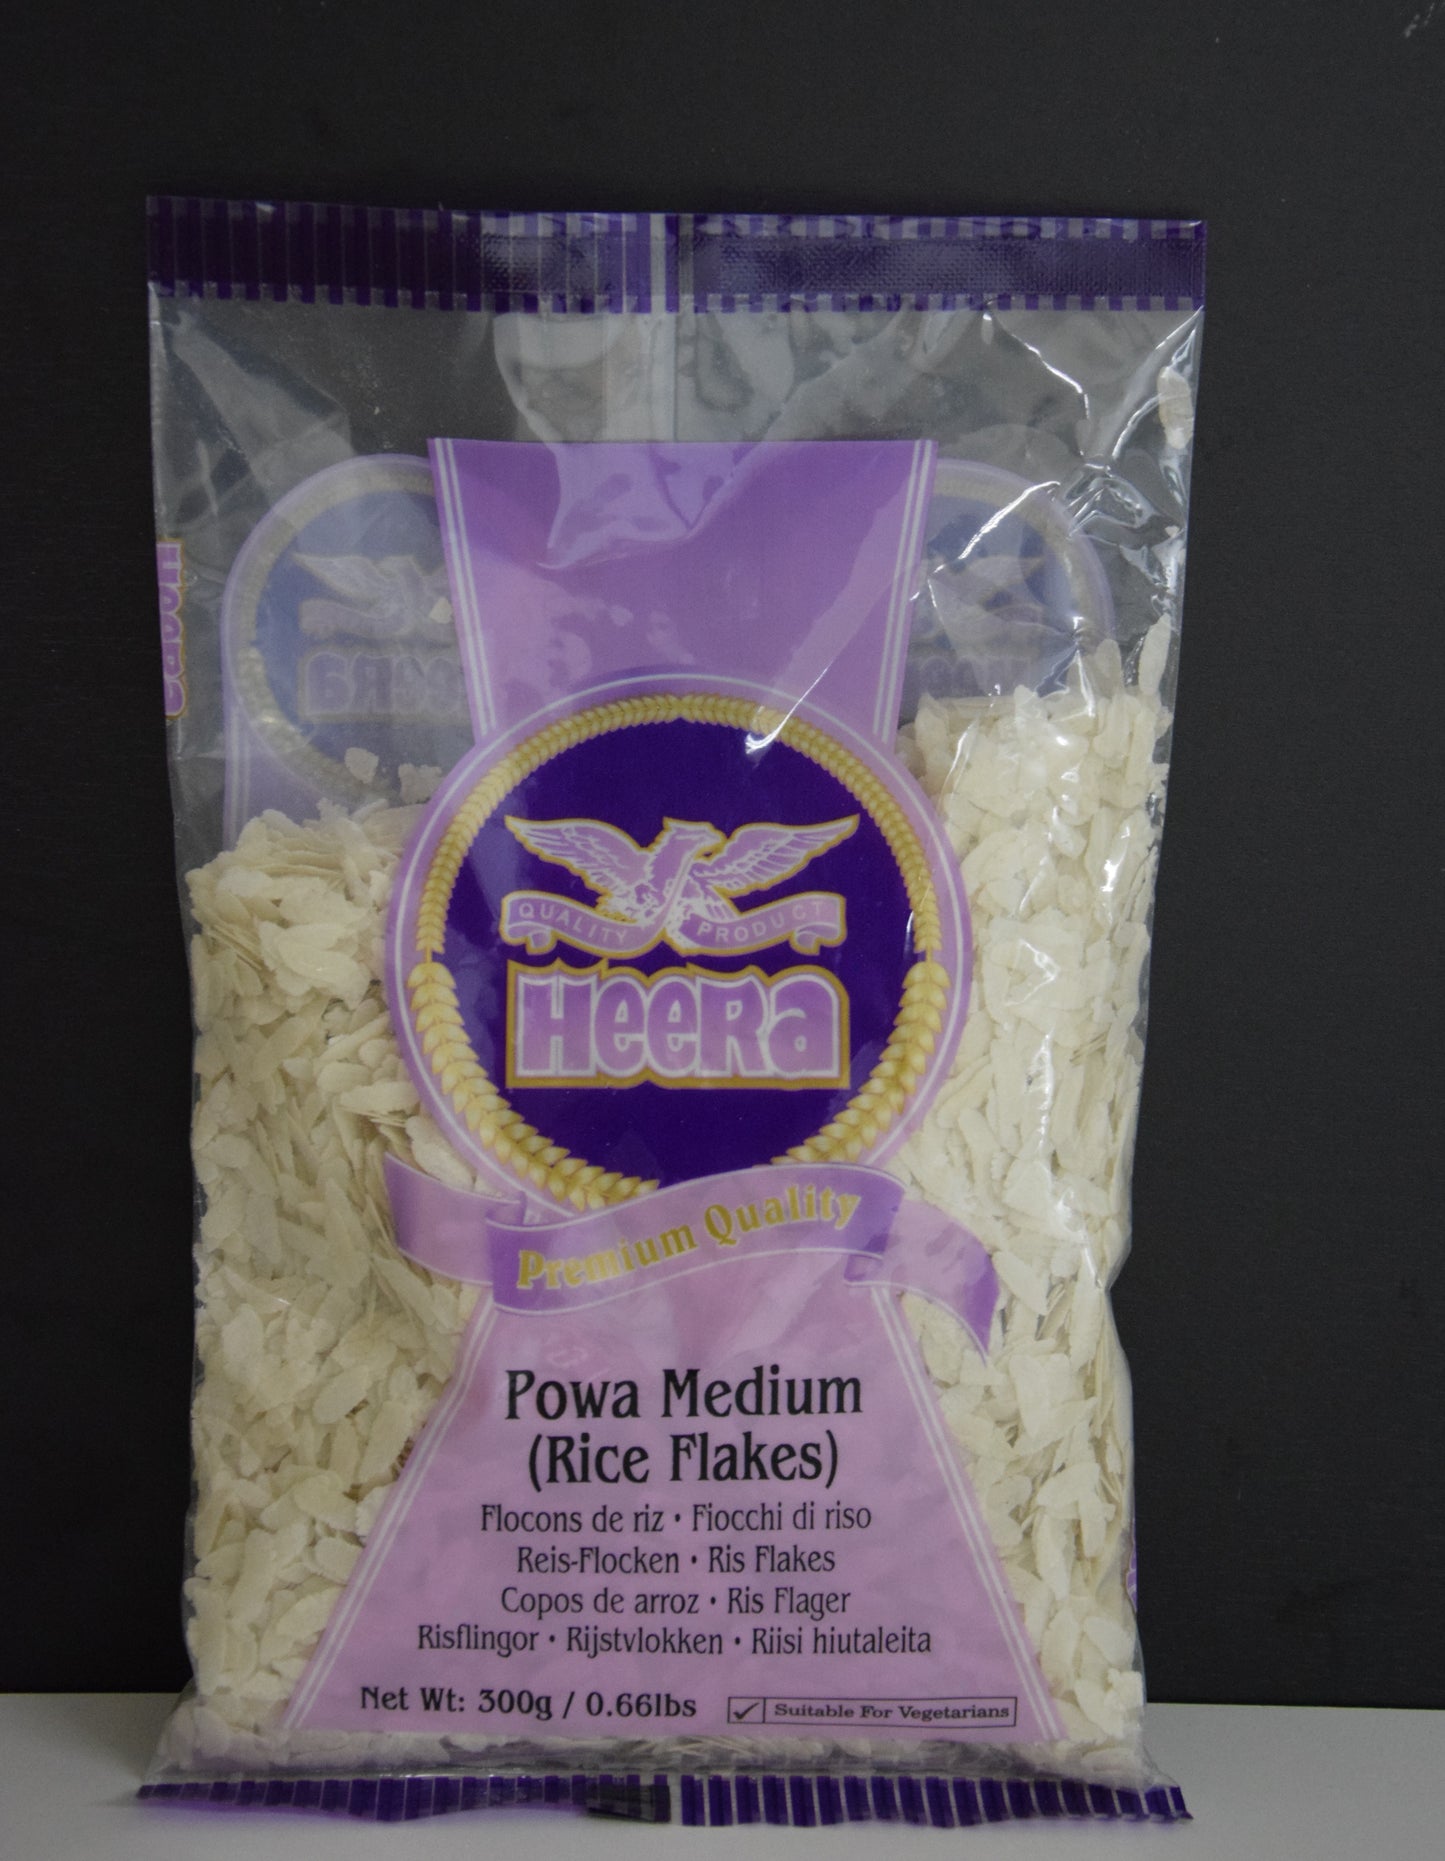 QUALITY PRODUCT
HEERA
Premium Quality
Powa Medium
(Rice Flakes)
Flocons de riz • Fiocchi di riso
Reis-Flocken • Ris Flakes
Copos de arroz • Ris Flager
Risflingor • Rijstvlokken • Riisi hiutaleita
Net Wt: 300g / 0.66lbs
Suitable For Vegetarians